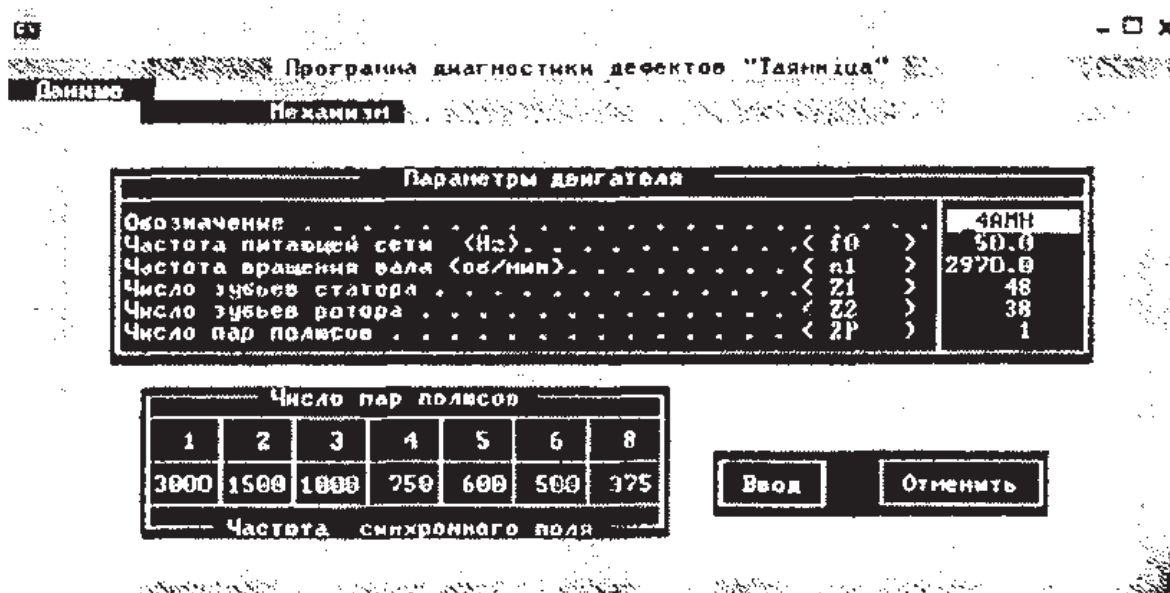 Программа диагностики дефектов "Таямніца"
Данные
Механизм
Параметры двигателя
Обозначение . . . . . . . . . . . . . . . . . . . . 4АМН
Частота питающей сети (Hz). . . . . . . . . .< f0 > 50.0
Частота вращения вала (об/мин). . . . . . . .< n1 > 2970.0
Число зубьев статора . . . . . . . . . . . . .< Z1 > 48
Число зубьев ротора . . . . . . . . . . . . .< Z2 > 38
Число пар полюсов . . . . . . . . . . . . . .< 2P > 1
Число пар полюсов
1 2 3 4 5 6 8
3000 1500 1000 750 600 500 375
Частота синхронного поля
Ввод Отменить